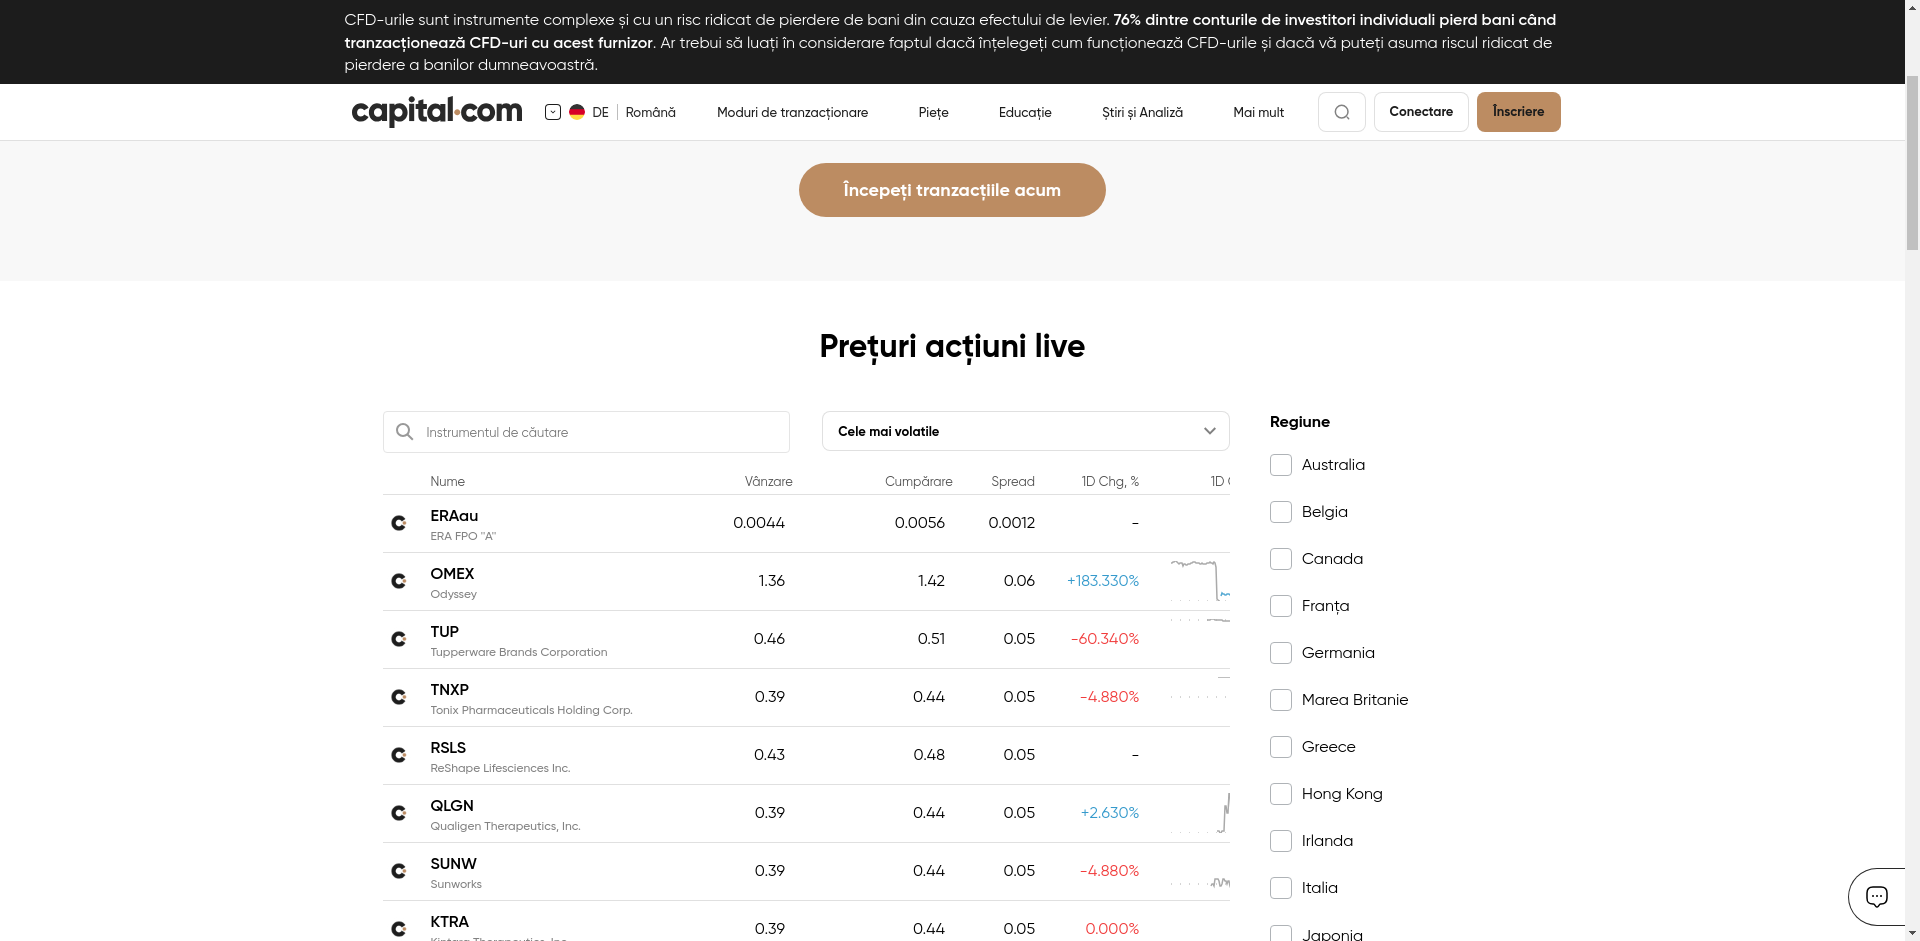 CFD-urile sunt instrumente complexe și cu un risc ridicat de pierdere de bani din cauza efectului de levier. 76% dintre conturile de investitori individuali pierd bani când
tranzacționează CFD-uri cu acest furnizor. Ar trebui să luați în considerare faptul dacă înțelegeți cum funcționează CFD-urile și dacă vă puteți asuma riscul ridicat de
pierdere a banilor dumneavoastră.
capital.com DE Română Moduri de tranzacționare Piețe Educație Știri și Analiză Mai mult Conectare Înscriere
Începeți tranzacțiile acum
Prețuri acțiuni live
Instrumentul de căutare
Cele mai volatile
Nume Vânzare Cumpărare Spread 1D Chg, % 1D
ERAau 0.0044 0.0056 0.0012 -
ERA FPO "A"
OMEX 1.36 1.42 0.06 +183.330%
Odyssey
TUP 0.46 0.51 0.05 -60.340%
Tupperware Brands Corporation
TNXP 0.39 0.44 0.05 -4.880%
Tonix Pharmaceuticals Holding Corp.
RSLS 0.43 0.48 0.05 -
ReShape Lifesciences Inc.
QLGN 0.39 0.44 0.05 +2.630%
Qualigen Therapeutics, Inc.
SUNW 0.39 0.44 0.05 -4.880%
Sunworks
KTRA 0.39 0.44 0.05 0.000%
Regiune
Australia
Belgia
Canada
Franța
Germania
Marea Britanie
Greece
Hong Kong
Irlanda
Italia
Japonia